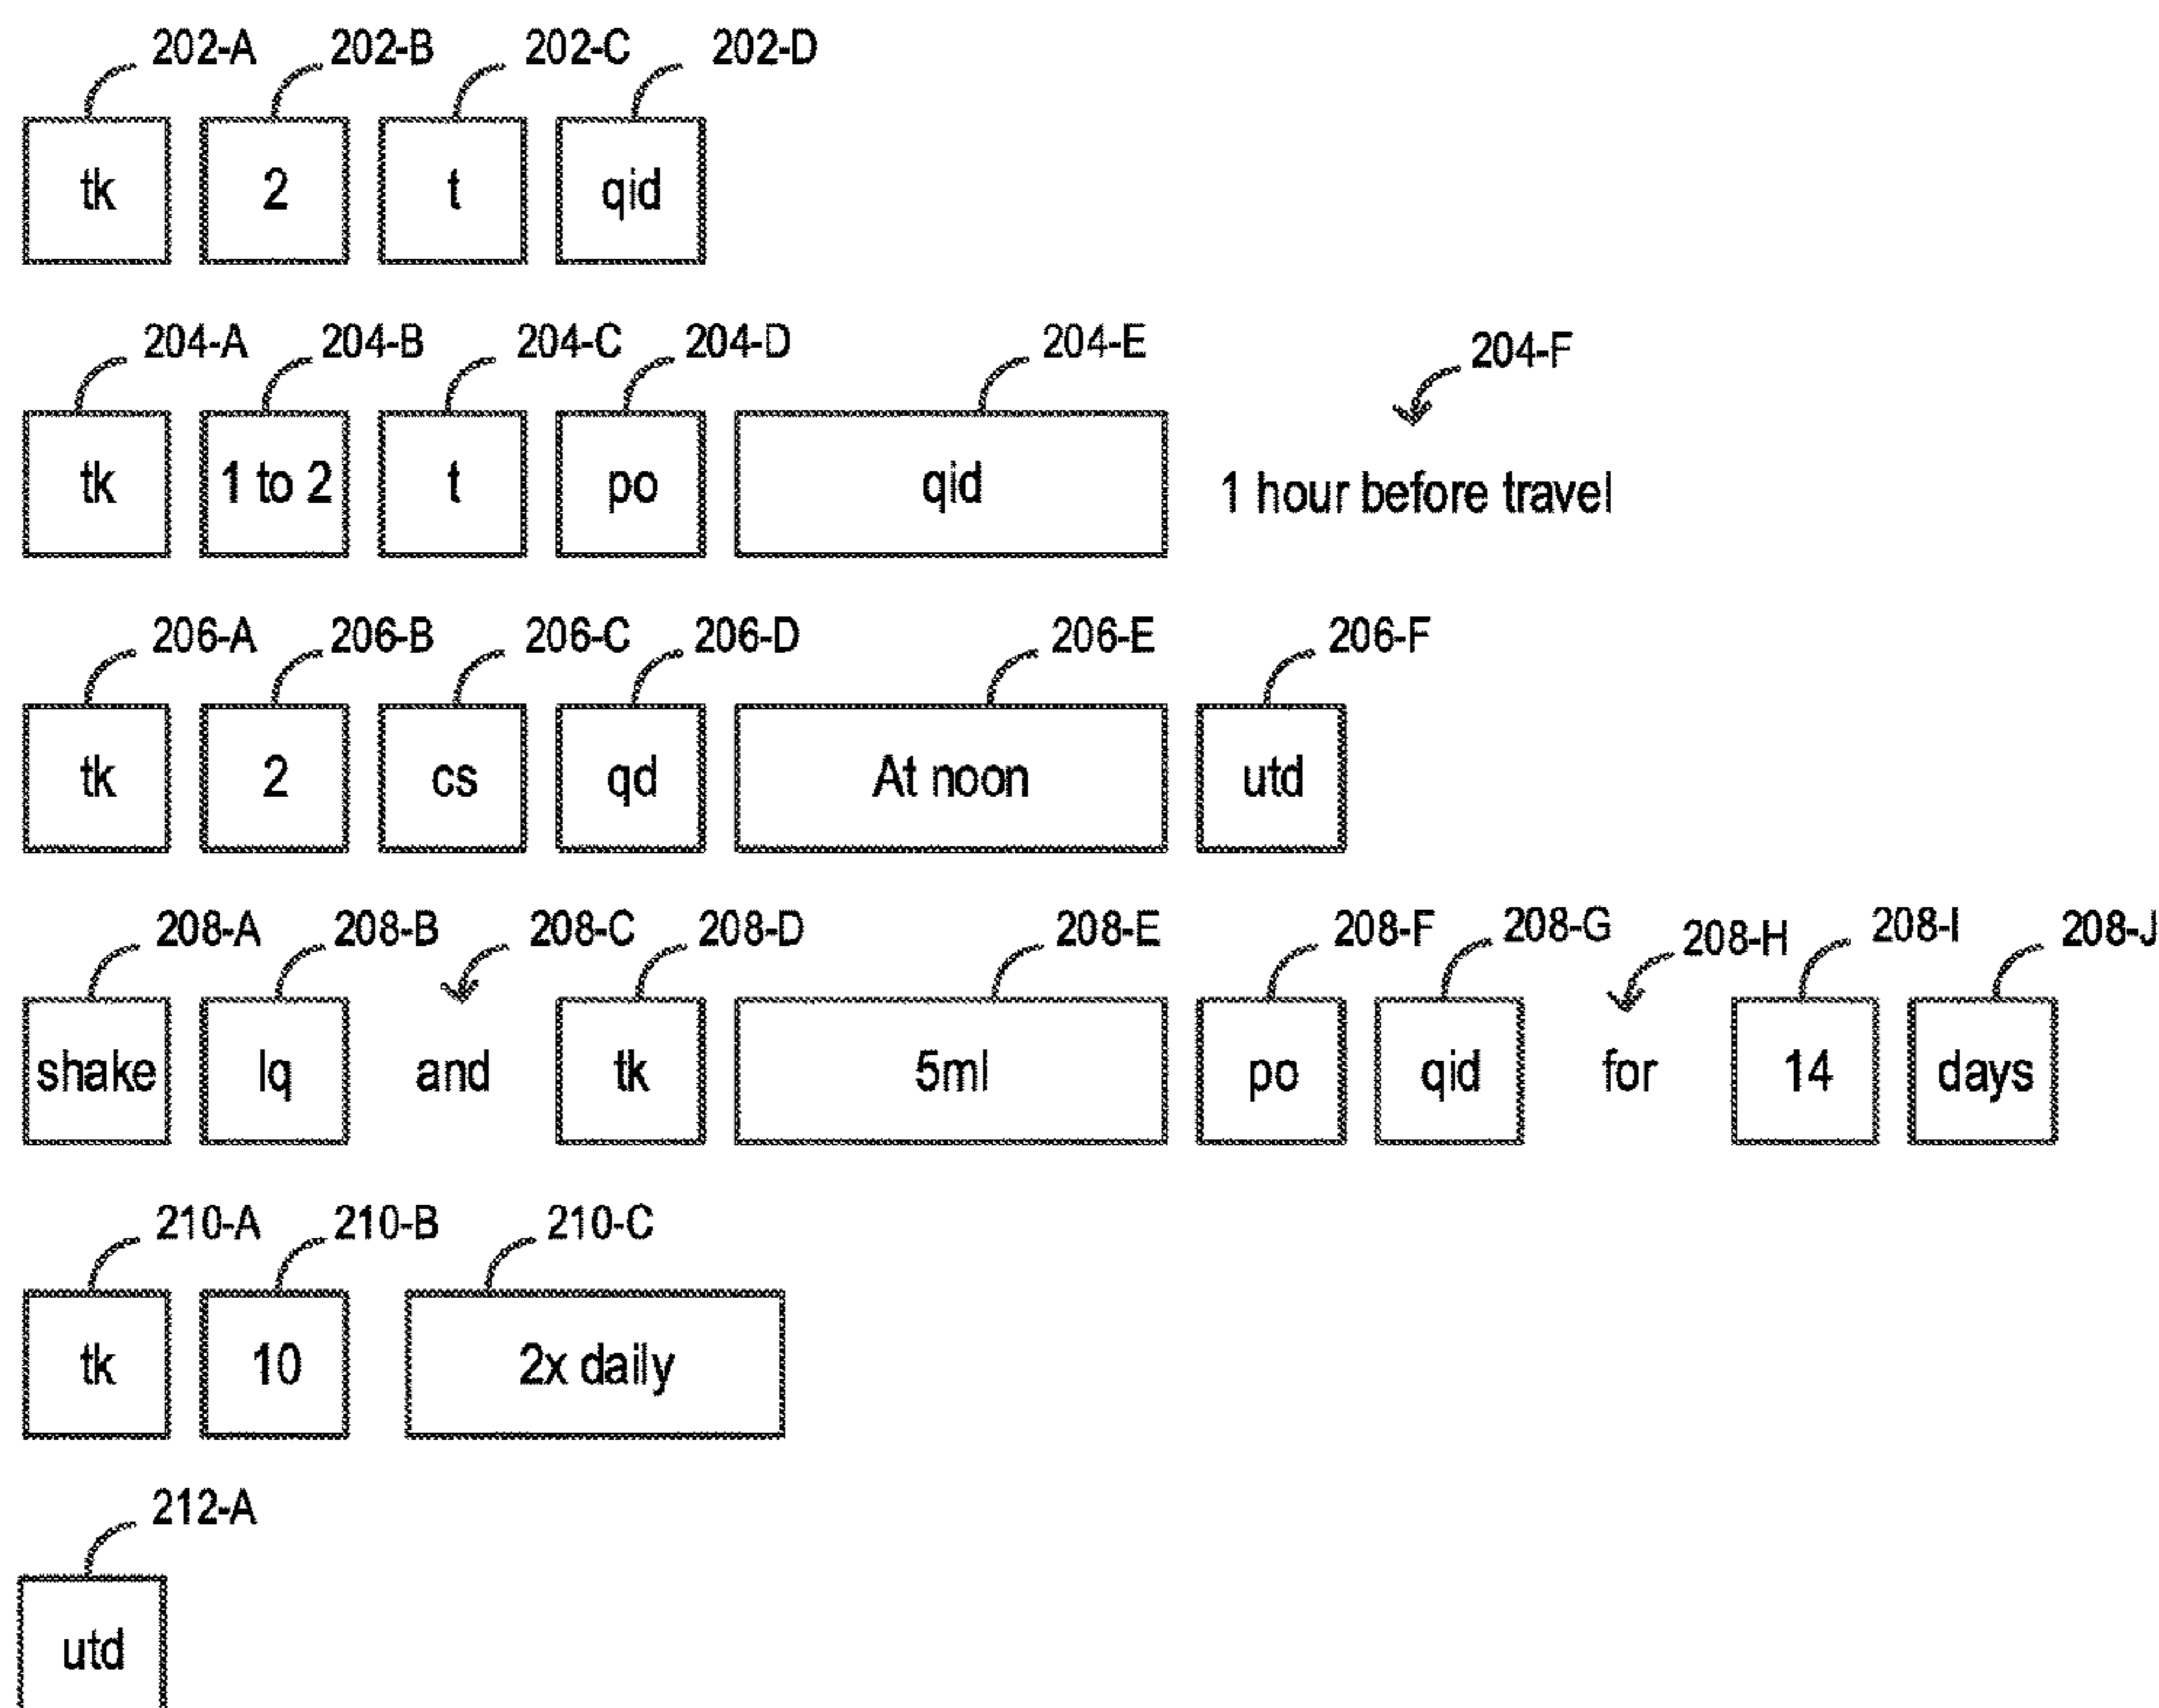 202-A 202-B 202-C 202-D
tk 2 t qid
204-A 204-B 204-C 204-D 204-E 204-F
tk 1 to 2 t po qid 1 hour before travel
206-A 206-B 206-C 206-D 206-E 206-F
tk 2 cs qd At noon utd
208-A 208-B 208-C 208-D 208-E 208-F 208-G 208-H 208-I 208-J
shake lq and tk 5ml po qid for 14 days
210-A 210-B 210-C
tk 10 2x daily
212-A
utd